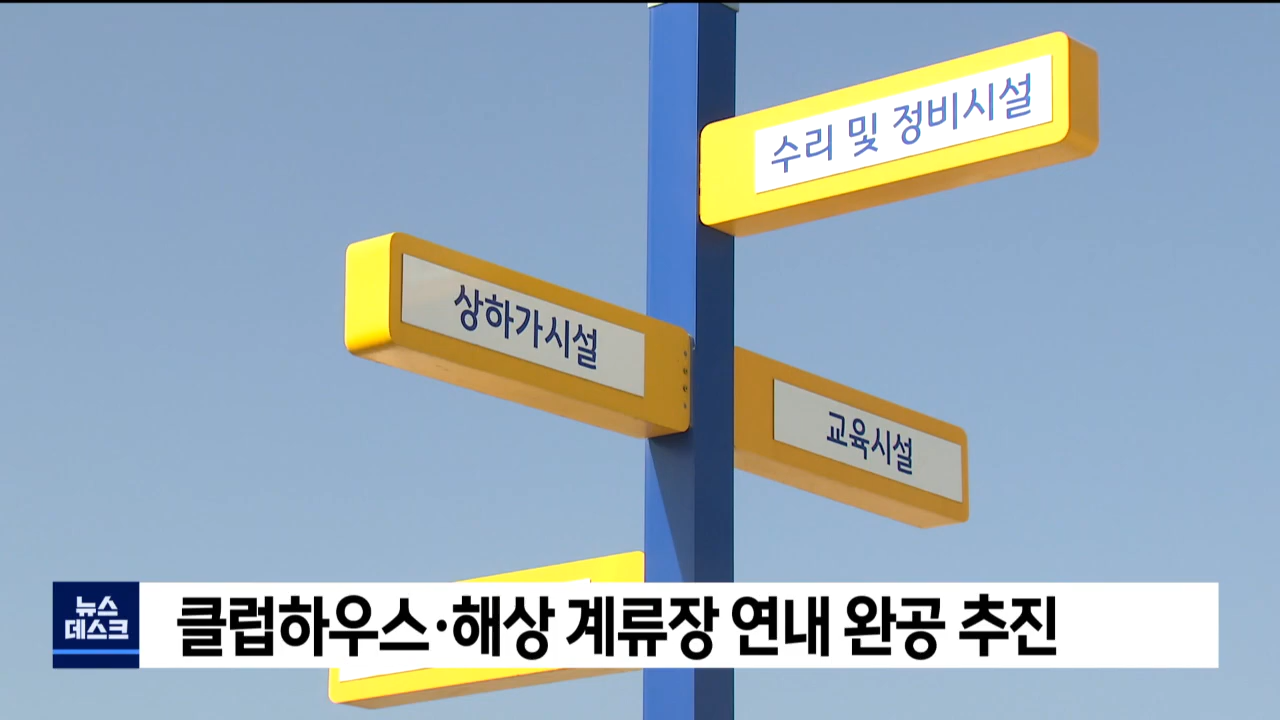 수리 및 정비시설
상하가시설
교육시설
뉴스
데스크
클럽하우스·해상 계류장 연내 완공 추진